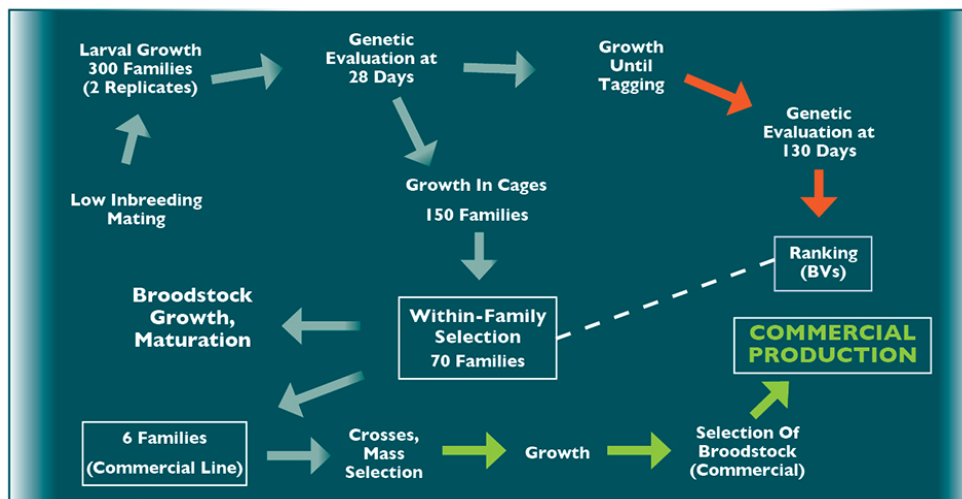 Larval Growth
300 Families
(2 Replicates)
Genetic
Evaluation at
28 Days
Growth
Until
Tagging
Genetic
Evaluation at
130 Days
Low Inbreeding
Mating
Growth In Cages
150 Families
Ranking
(BVs)
Broodstock
Growth,
Maturation
Within-Family
Selection
70 Families
COMMERCIAL
PRODUCTION
6 Families
(Commercial Line)
Crosses,
Mass
Selection
Growth
Selection Of
Broodstock
(Commercial)